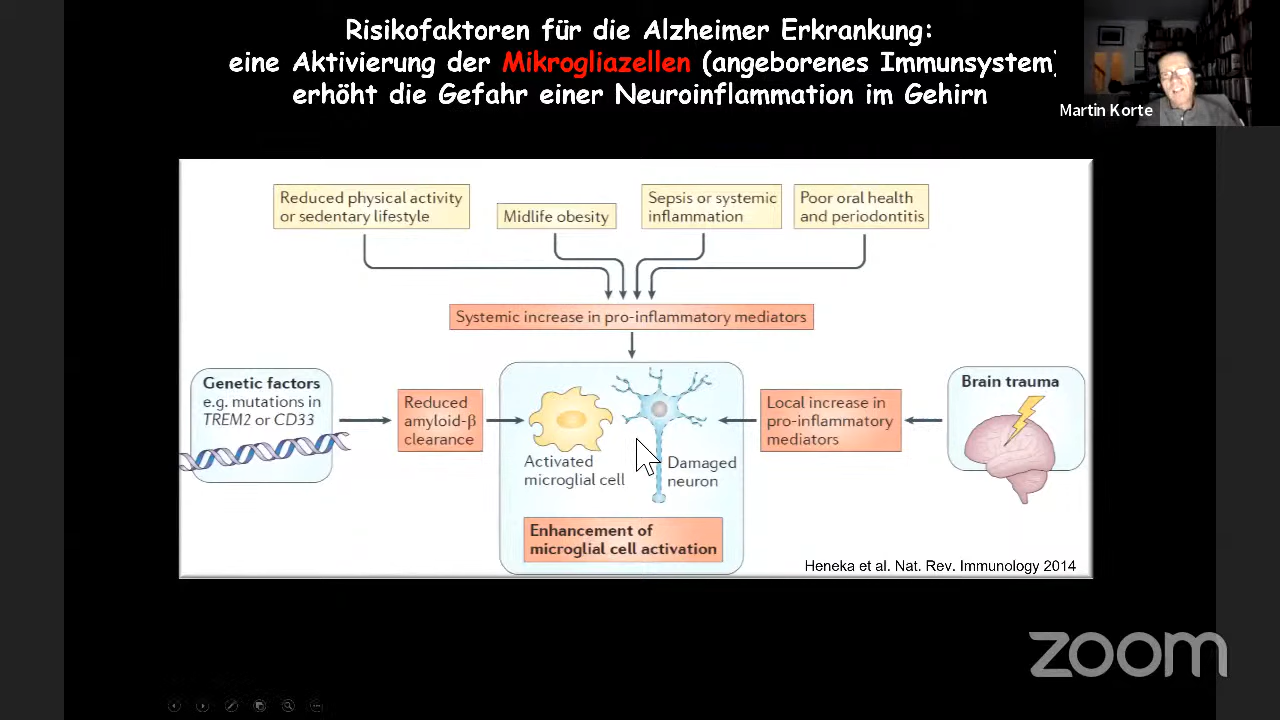 Risikofaktoren für die Alzheimer Erkrankung:
eine Aktivierung der Mikrogliazellen (angeborenes Immunsystem)
erhöht die Gefahr einer Neuroinflammation im Gehirn
Martin Korte
Reduced physical activity
or sedentary lifestyle
Midlife obesity
Sepsis or systemic
inflammation
Poor oral health
and periodontitis
Systemic increase in pro-inflammatory mediators
Genetic factors
e.g. mutations in
TREM2 or CD33
Reduced
amyloid-β
clearance
Activated
microglial cell
Damaged
neuron
Enhancement of
microglial cell activation
Local increase in
pro-inflammatory
mediators
Brain trauma
Heneka et al. Nat. Rev. Immunology 2014
zoom